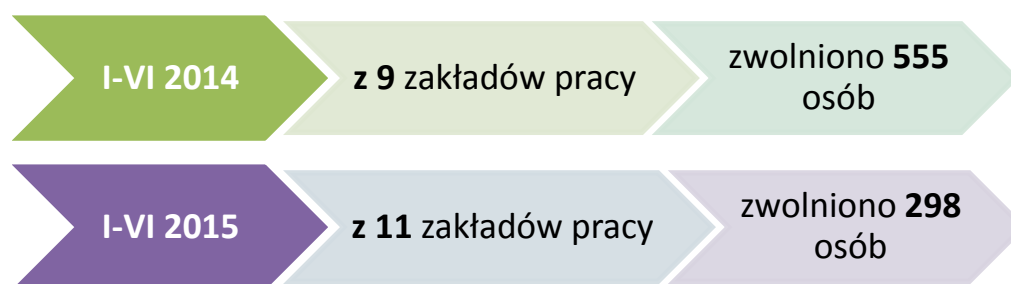 I-VI 2014
z 9 zakładów pracy
zwolniono 555
osób
I-VI 2015
z 11 zakładów pracy
zwolniono 298
osób